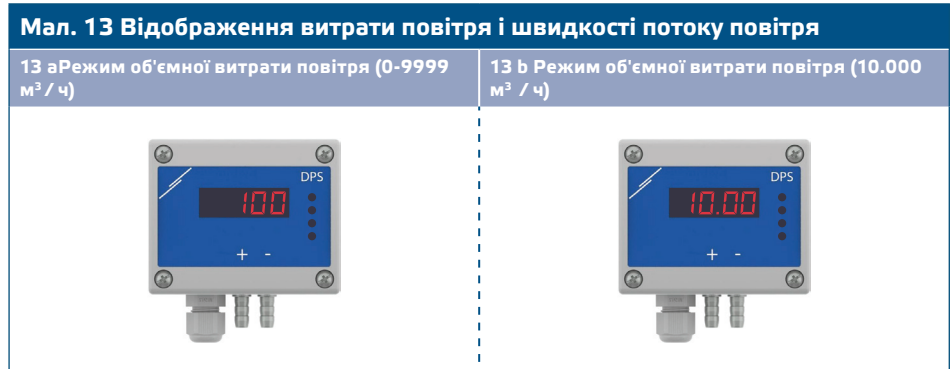 Мал. 13 Відображення витрати повітря і швидкості потоку повітря
13 aРежим об'ємної витрати повітря (0-9999
м³ / ч)
13 b Режим об'ємної витрати повітря (10.000
м³ / ч)
DPS
100
+ -
DPS
10.00
+ -